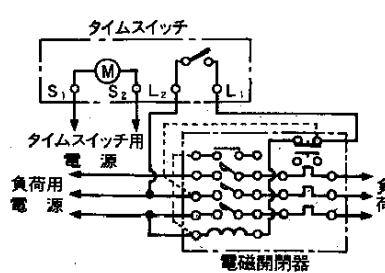 タイムスイッチ
M
S₁ S₂ L₂ L₁
タイムスイッチ用
電源
負荷用
電源
負
荷
電磁開閉器